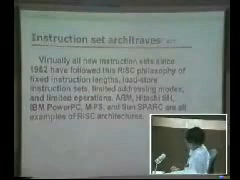 Instruction set architraves
Virtually all new instruction sets since
1982 have followed this RISC philosophy of
fixed instruction lengths, load-store
instruction sets, limited addressing modes,
and limited operations. ARM, Hitachi SH,
IBM PowerPC, MIPS, and Sun SPARC are all
examples of RISC architectures.